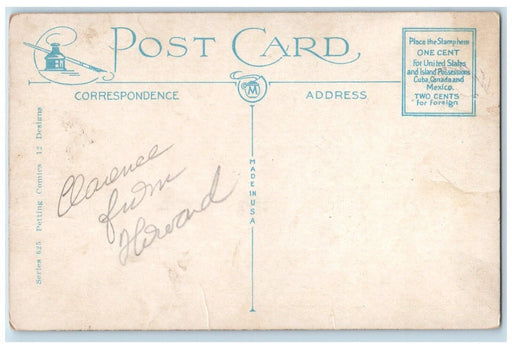 POST CARD
Place the Stamp here
ONE CENT
for United States
and Island Possessions
Cuba, Canada and
Mexico.
TWO CENTS
for Foreign
CORRESPONDENCE
M
ADDRESS
MADE IN USA
Series 625 Petting Comics 12 Designs
Clarence
from
Howard